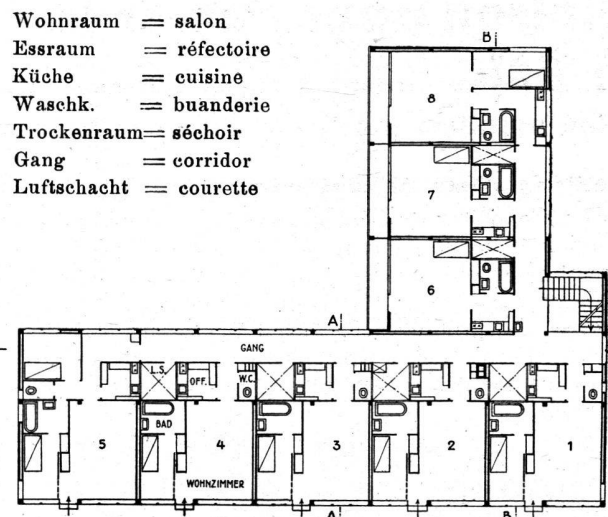 Wohnraum = salon
Essraum = réfectoire
Küche = cuisine
Waschk. = buanderie
Trockenraum = séchoir
Gang = corridor
Luftschacht = courette
B
8
7
6
A
GANG
L.S.
OFF.
W.C.
BAD
5
4
3
2
1
WOHNZIMMER
A
B